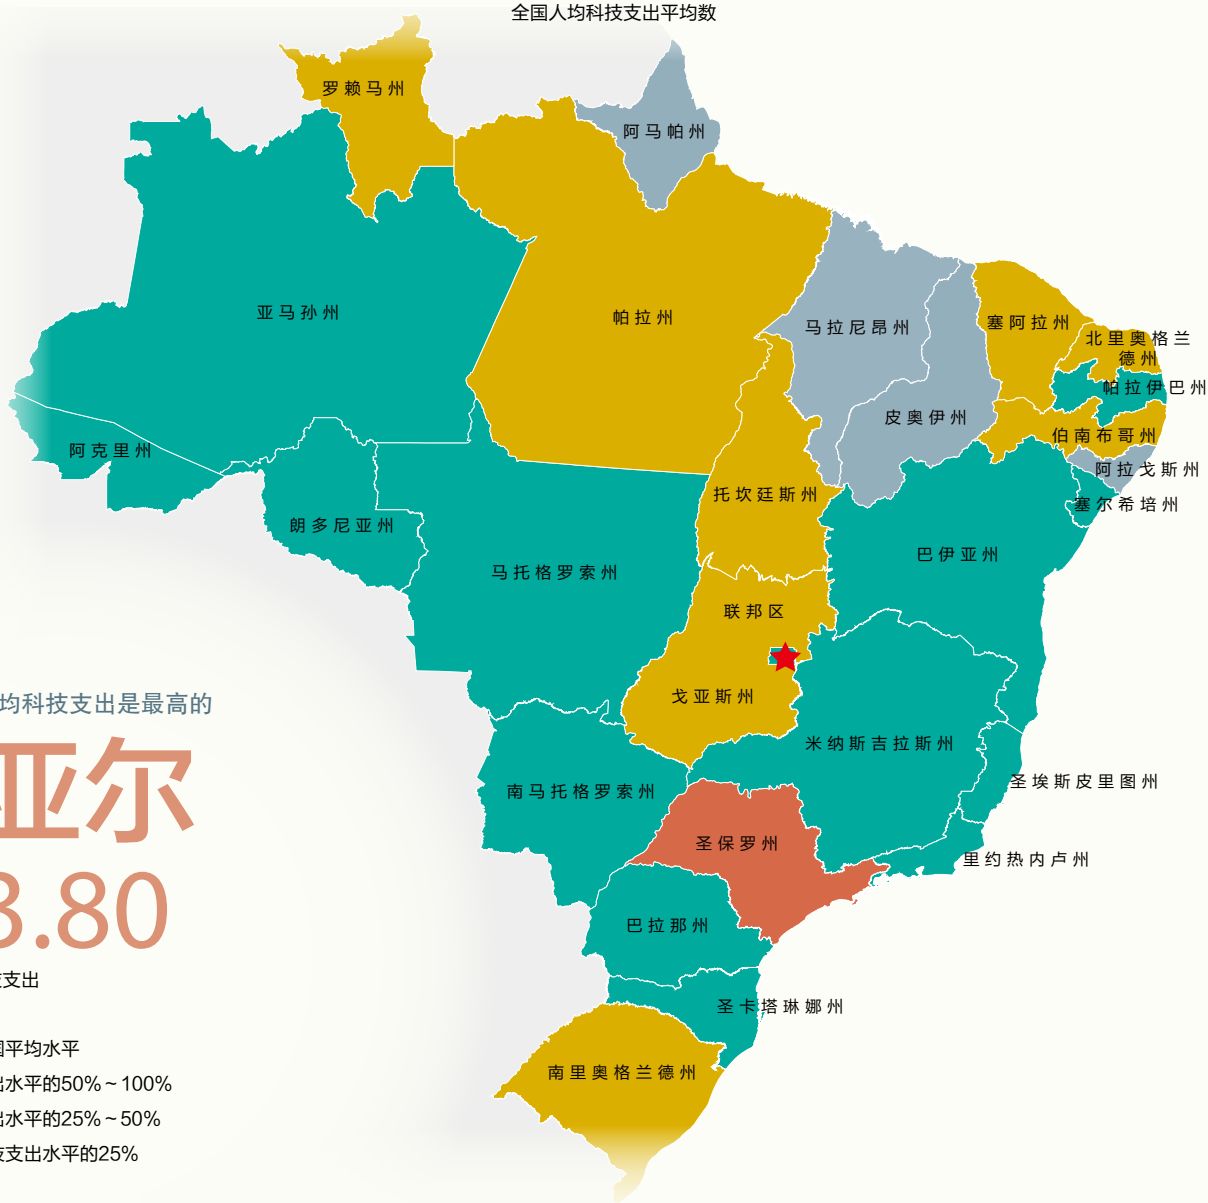 全国人均科技支出平均数
罗赖马州
阿马帕州
亚马孙州
帕拉州
马拉尼昂州
塞阿拉州
北里奥格兰
德州
帕拉伊巴州
皮奥伊州
伯南布哥州
阿克里州
阿拉戈斯州
托坎廷斯州
塞尔希培州
朗多尼亚州
巴伊亚州
马托格罗索州
联邦区
戈亚斯州
均科技支出是最高的
米纳斯吉拉斯州
亚尔
圣埃斯皮里图州
南马托格罗索州
圣保罗州
里约热内卢州
3.80
巴拉那州
支出
圣卡塔琳娜州
平均水平
南里奥格兰德州
水平的50%~100%
出水平的25%~50%
支出水平的25%